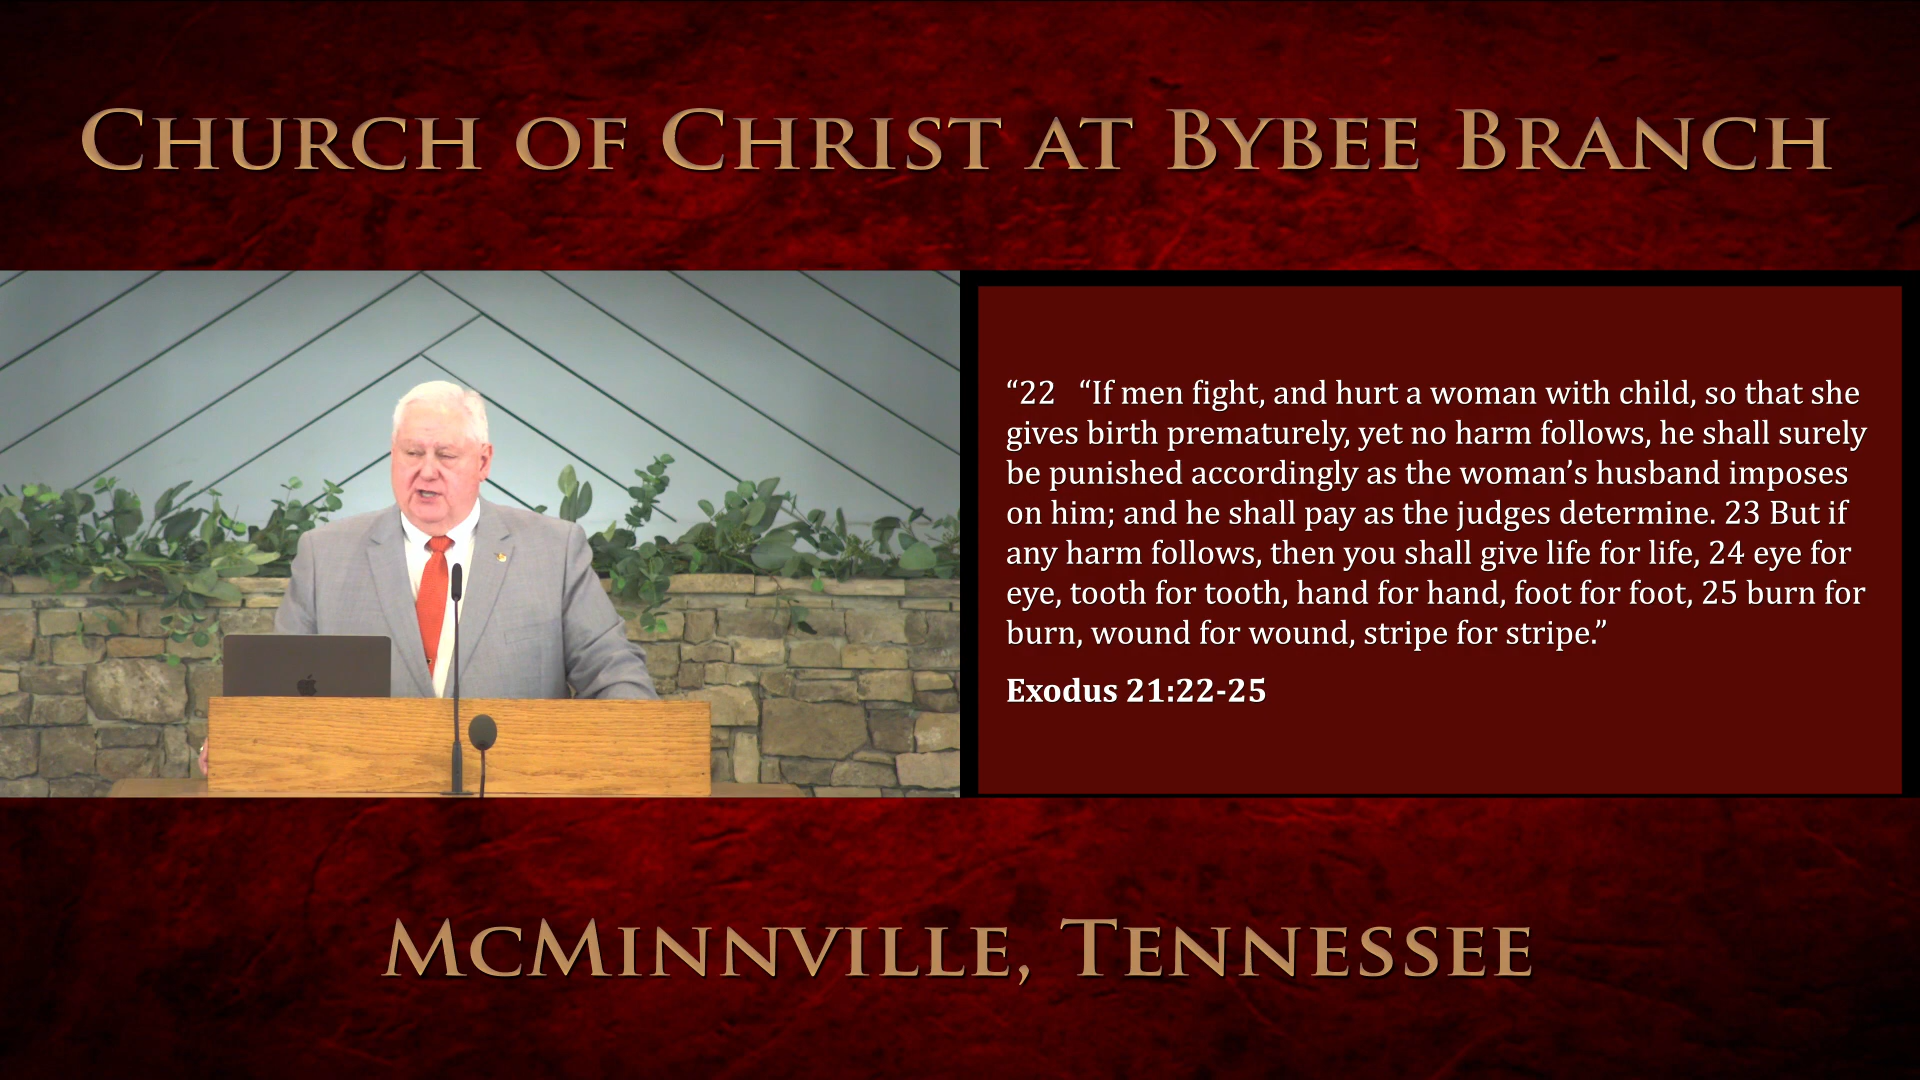 CHURCH OF CHRIST AT BYBEE BRANCH
“22   “If men fight, and hurt a woman with child, so that she
gives birth prematurely, yet no harm follows, he shall surely
be punished accordingly as the woman’s husband imposes
on him; and he shall pay as the judges determine. 23 But if
any harm follows, then you shall give life for life, 24 eye for
eye, tooth for tooth, hand for hand, foot for foot, 25 burn for
burn, wound for wound, stripe for stripe.”
Exodus 21:22-25
MCMINNVILLE, TENNESSEE